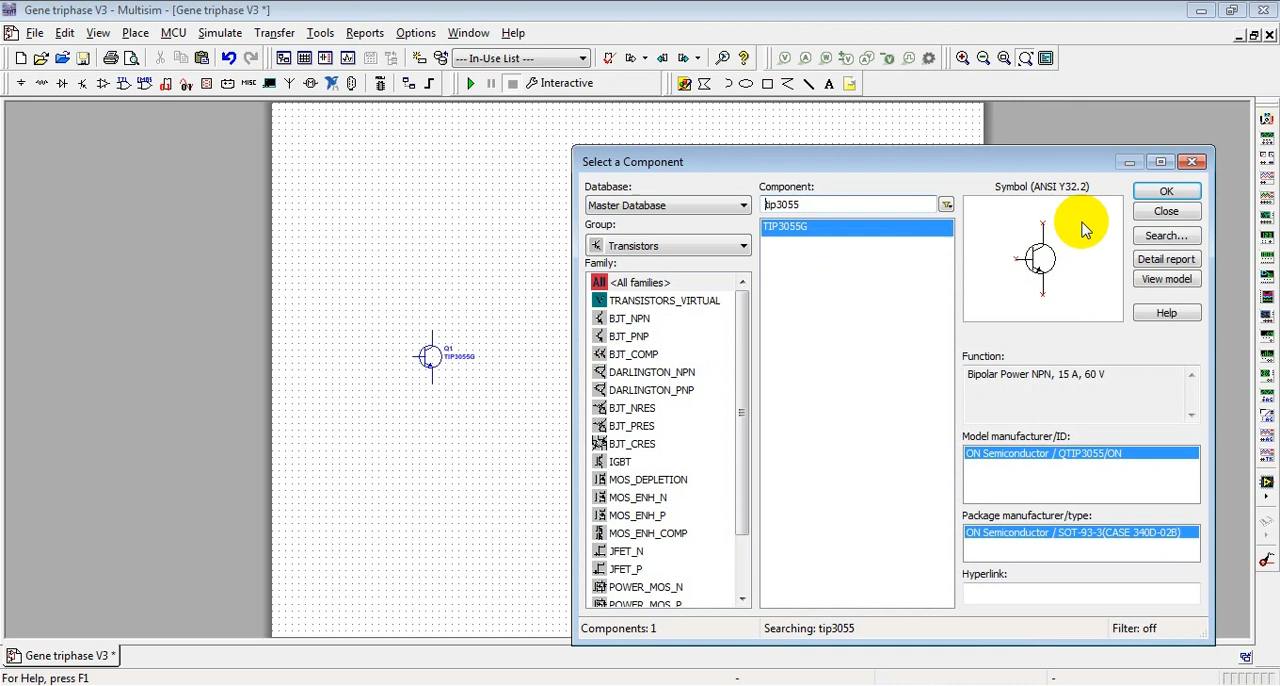 Gene triphase V3 - Multisim - [Gene triphase V3 *]
File Edit View Place MCU Simulate Transfer Tools Reports Options Window Help
--- In-Use List ---
Interactive
Select a Component
Database:
Master Database
Group:
Transistors
Family:
All <All families>
TRANSISTORS_VIRTUAL
BJT_NPN
BJT_PNP
BJT_COMP
DARLINGTON_NPN
DARLINGTON_PNP
BJT_NRES
BJT_PRES
BJT_CRES
IGBT
MOS_DEPLETION
MOS_ENH_N
MOS_ENH_P
MOS_ENH_COMP
JFET_N
JFET_P
POWER_MOS_N
POWER_MOS_P
Component:
tip3055
TIP3055G
Symbol (ANSI Y32.2)
OK
Close
Search...
Detail report
View model
Help
Function:
Bipolar Power NPN, 15 A, 60 V
Model manufacturer/ID:
ON Semiconductor / QTIP3055/ON
Package manufacturer/type:
ON Semiconductor / SOT-93-3(CASE 340D-02B)
Hyperlink:
Components: 1
Searching: tip3055
Filter: off
Q1
TIP3055G
Gene triphase V3 *
For Help, press F1